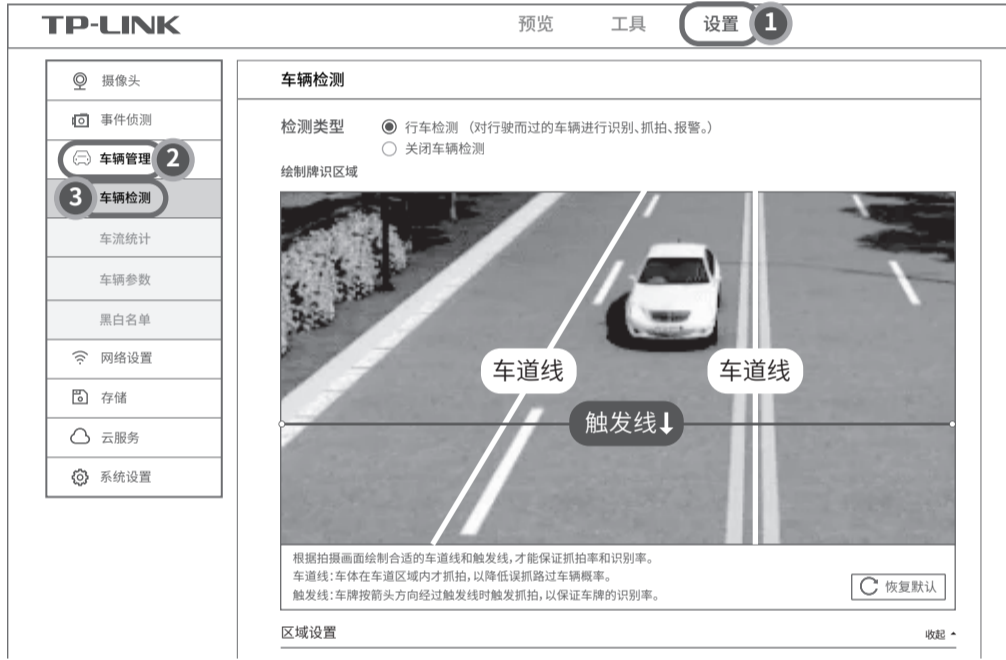 TP-LINK
预览 工具 设置 1
摄像头
事件侦测
车辆管理 2
3 车辆检测
车流统计
车辆参数
黑白名单
网络设置
存储
云服务
系统设置
车辆检测
检测类型 行车检测 （对行驶而过的车辆进行识别、抓拍、报警。）
关闭车辆检测
绘制牌识区域
车道线 车道线
触发线⬇
根据拍摄画面绘制合适的车道线和触发线，才能保证抓拍率和识别率。
车道线：车体在车道区域内才抓拍，以降低误抓路过车辆概率。
触发线：车牌按箭头方向经过触发线时触发抓拍，以保证车牌的识别率。
恢复默认
区域设置 收起